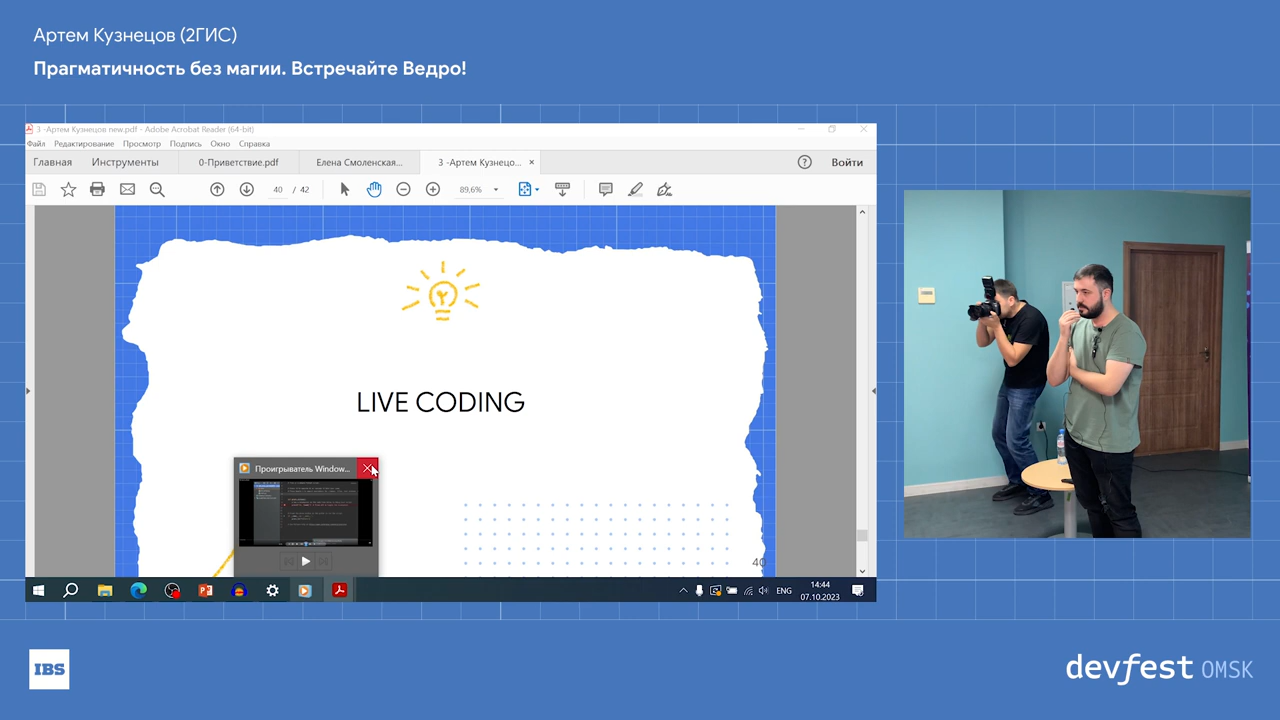 Артем Кузнецов (2ГИС)
Прагматичность без магии. Встречайте Ведро!
3 -Артем Кузнецов new.pdf - Adobe Acrobat Reader (64-bit)
Файл Редактирование Просмотр Подпись Окно Справка
Главная Инструменты 0-Приветствие.pdf Елена Смоленская... 3 -Артем Кузнецо... × Войти
40 / 42 89,6%
LIVE CODING
Проигрыватель Window...
40
ENG 14:44
07.10.2023
IBS
devfest OMSK